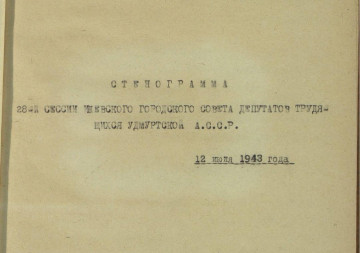 СТЕНОГРАММА
28-й СЕССИИ ИЖЕВСКОГО ГОРОДСКОГО СОВЕТА ДЕПУТАТОВ ТРУДЯ-
ЩИХСЯ УДМУРТСКОЙ А.С.С.Р.
12 июля 1943 года